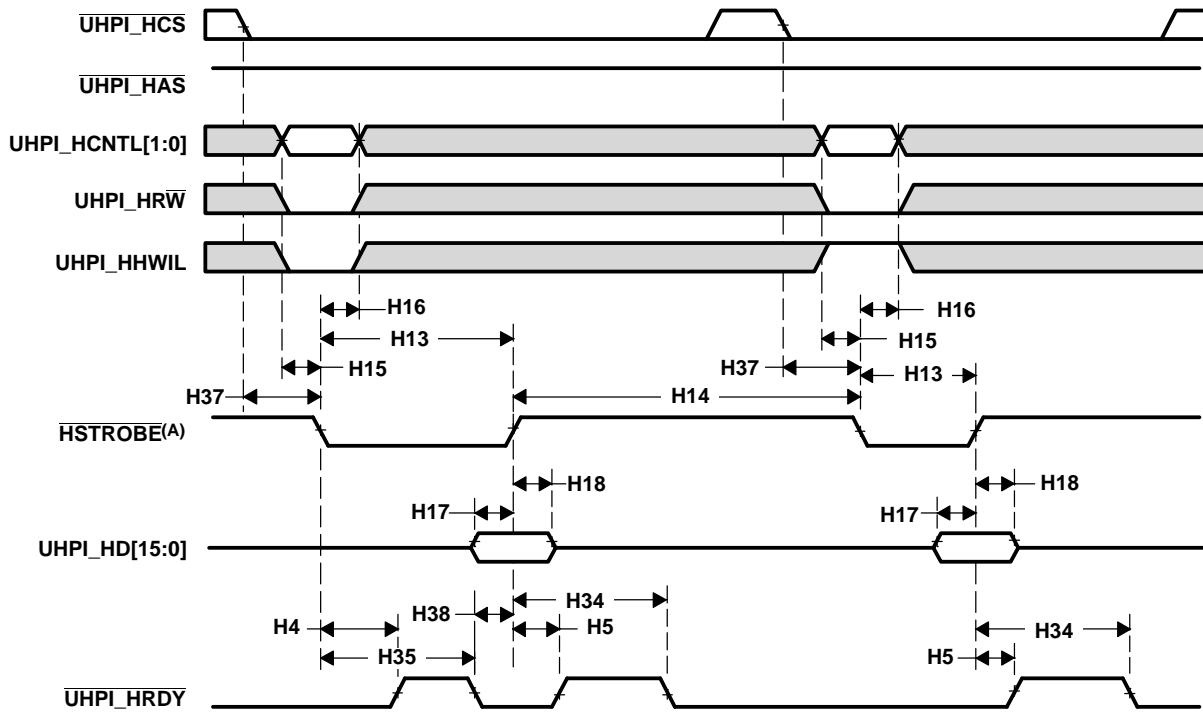 UHPI_HCS
UHPI_HAS
UHPI_HCNTL[1:0]
UHPI_HRW
UHPI_HHWIL
H16
H16
H13
H15
H15
H37
H13
H37
H14
HSTROBE(A)
H18
H18
H17
H17
UHPI_HD[15:0]
H34
H38
H4
H5
H34
H35
H5
UHPI_HRDY